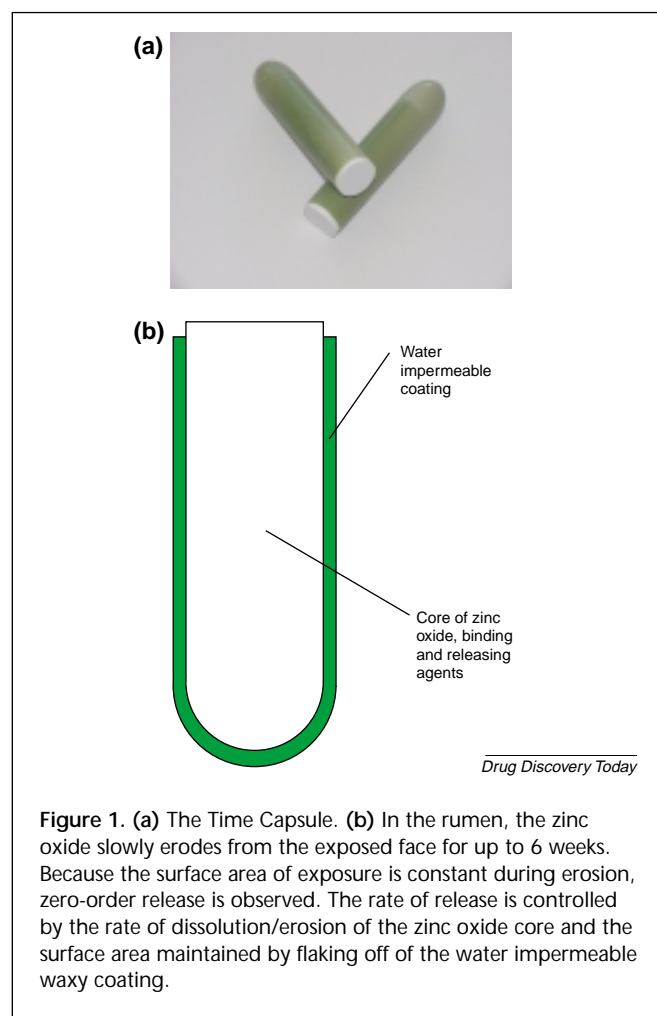 (a)
(b)
Water
impermeable
coating
Core of zinc
oxide, binding
and releasing
agents
Drug Discovery Today
Figure 1. (a) The Time Capsule. (b) In the rumen, the zinc
oxide slowly erodes from the exposed face for up to 6 weeks.
Because the surface area of exposure is constant during erosion,
zero-order release is observed. The rate of release is controlled
by the rate of dissolution/erosion of the zinc oxide core and the
surface area maintained by flaking off of the water impermeable
waxy coating.